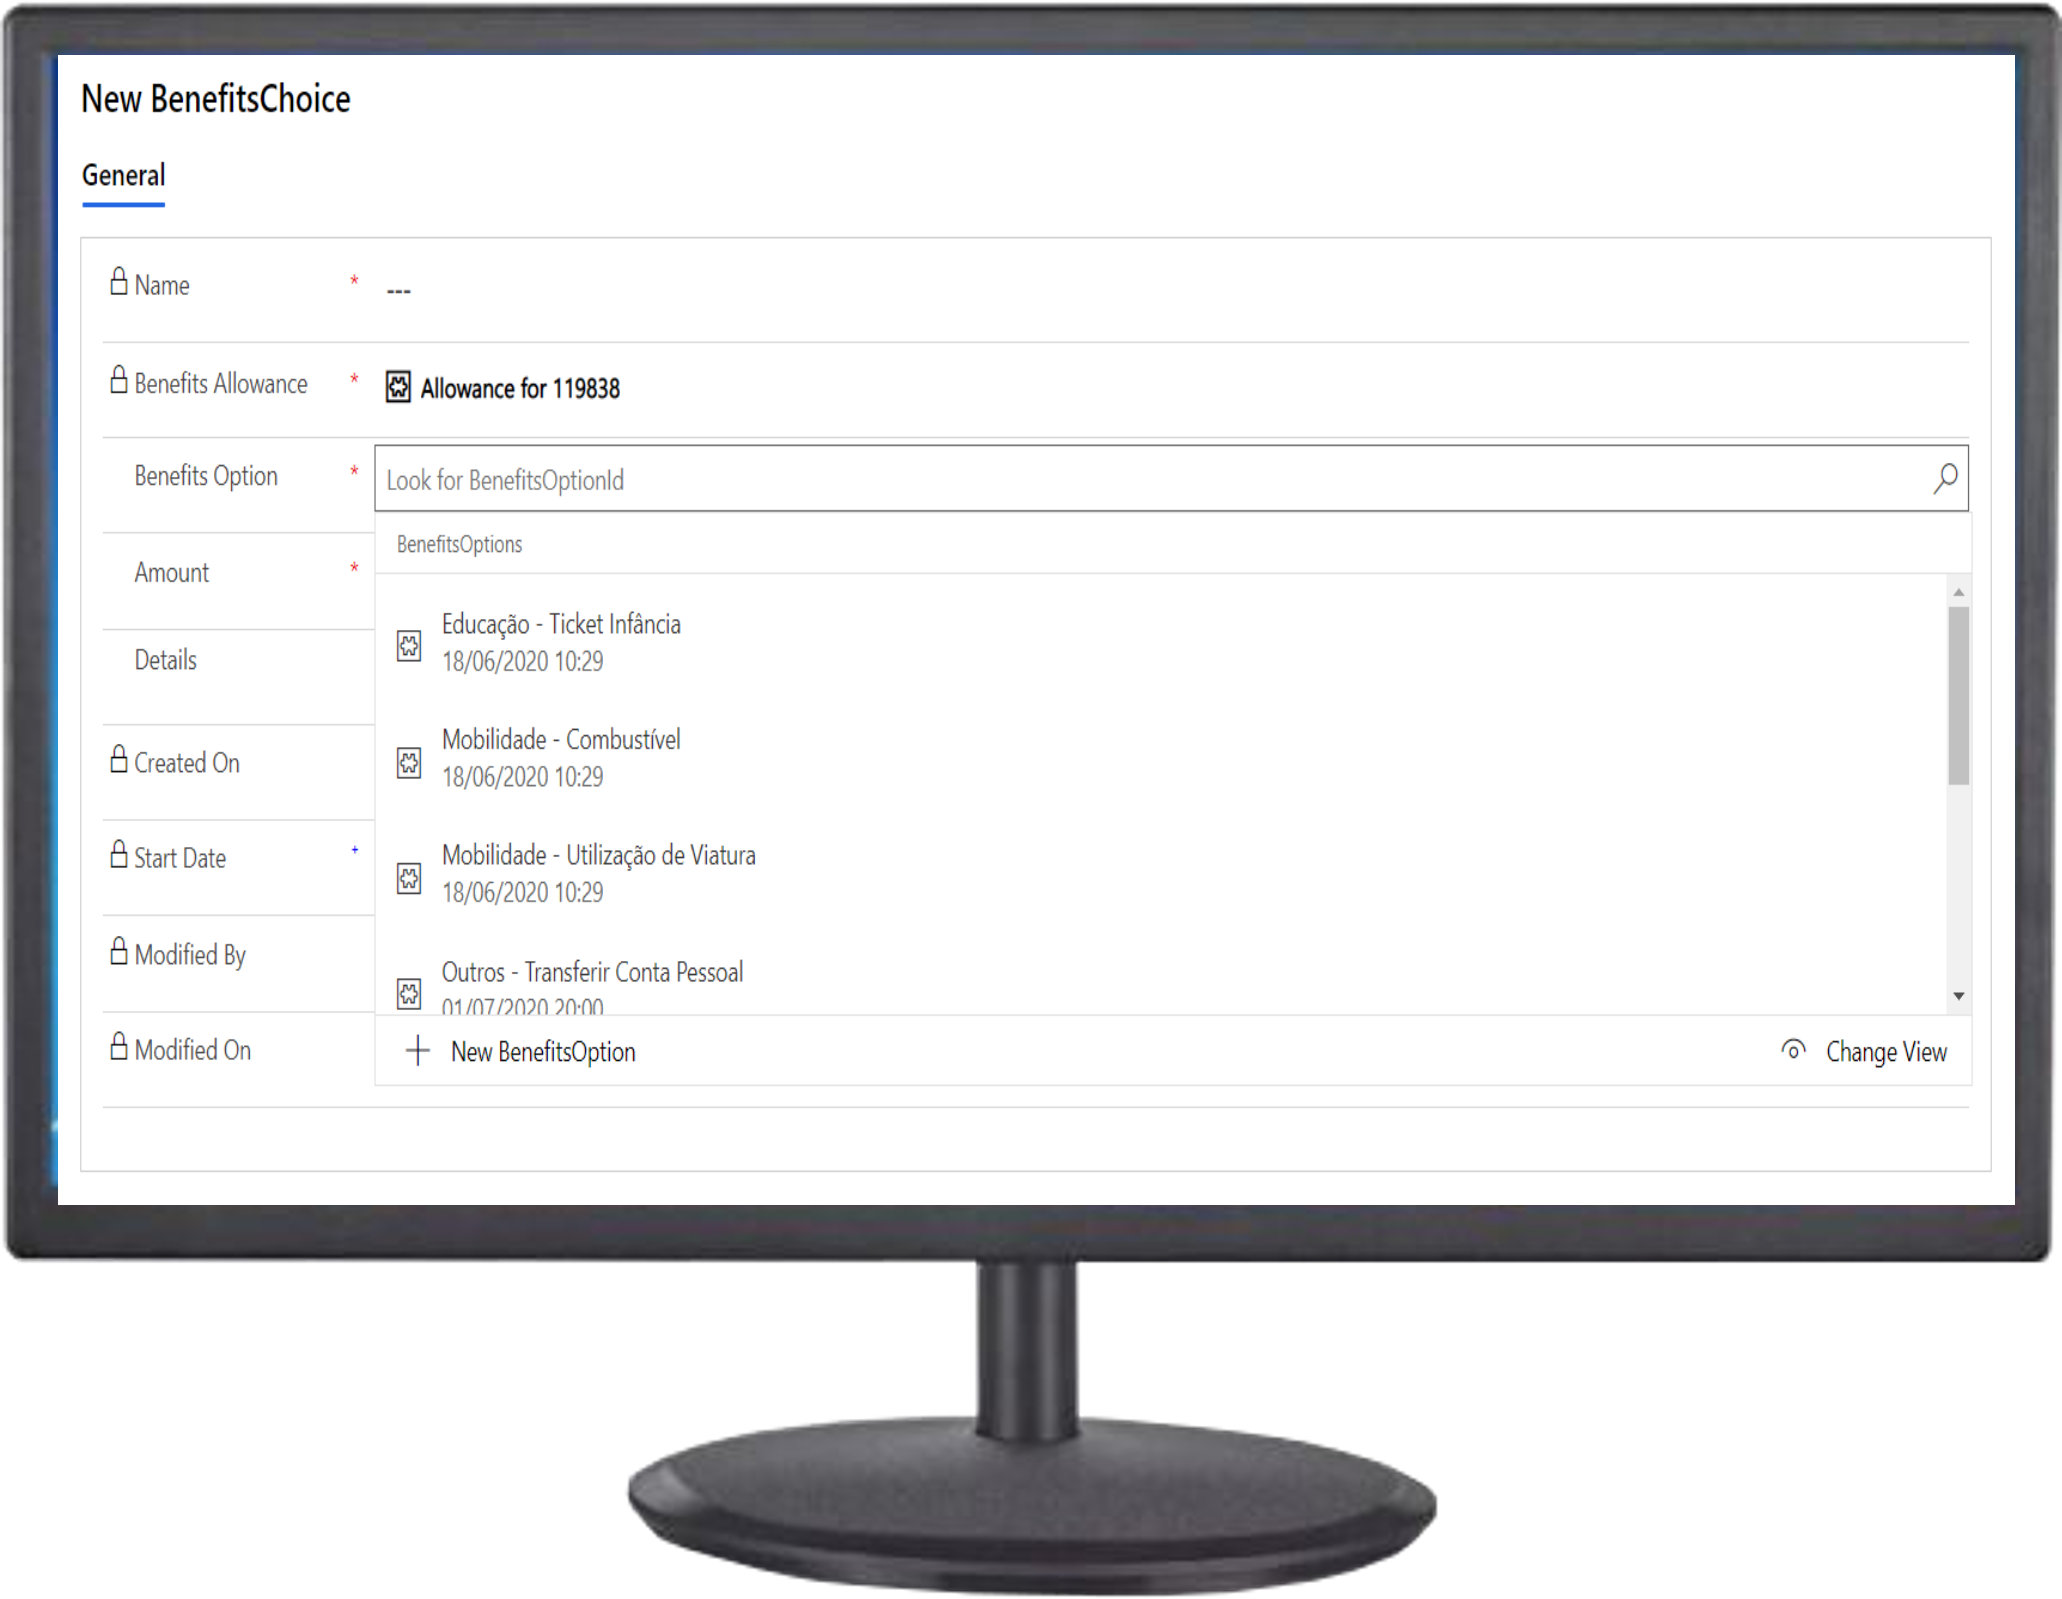 New BenefitsChoice
General
Name * ---
Benefits Allowance * Allowance for 119838
Benefits Option * Look for BenefitsOptionId
BenefitsOptions
Amount *
Educação - Ticket Infância
18/06/2020 10:29
Details
Mobilidade - Combustível
18/06/2020 10:29
Created On
Mobilidade - Utilização de Viatura
18/06/2020 10:29
Start Date +
Modified By
Outros - Transferir Conta Pessoal
01/07/2020 20:00
Modified On
New BenefitsOption
Change View